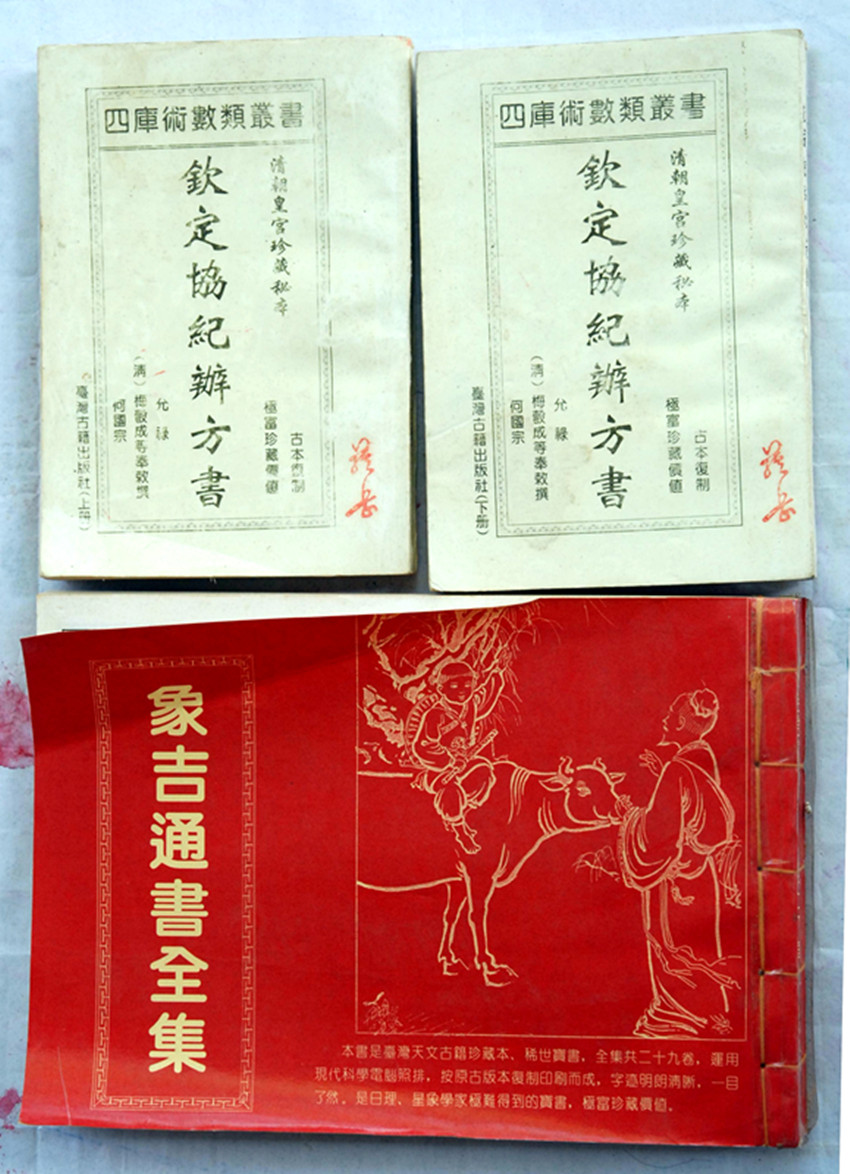 四庫術數類叢書
清朝皇宮珍藏秘本
欽定協紀辦方書
古本復制
極富珍藏價值
允祿
(清)梅瑴成等奉敕撰
何國宗
臺灣古籍出版社(上册)
四庫術數類叢書
清朝皇宮珍藏秘本
欽定協紀辦方書
古本復制
極富珍藏價值
允祿
(清)梅瑴成等奉敕撰
何國宗
臺灣古籍出版社(下册)
象吉通書全集
本書是臺灣天文古籍珍藏本、稀世寶書，全集共二十九卷，運用
現代科學電腦照排，按原古版本復制印刷而成，字迹明朗清晰，一目
了然。是日理、星象學家極難得到的寶書，極富珍藏價值。